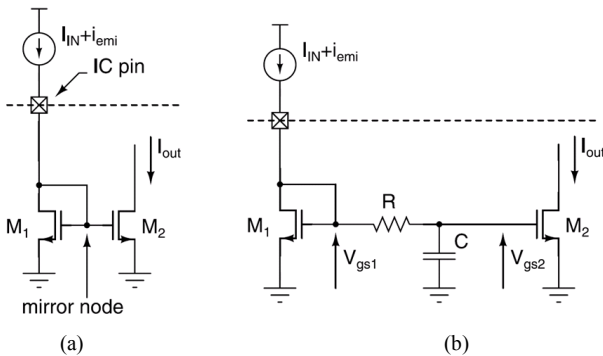 I_IN+i_emi
IC pin
I_out
M_1
M_2
mirror node
(a)
I_IN+i_emi
I_out
R
M_1
C
M_2
V_gs1
V_gs2
(b)